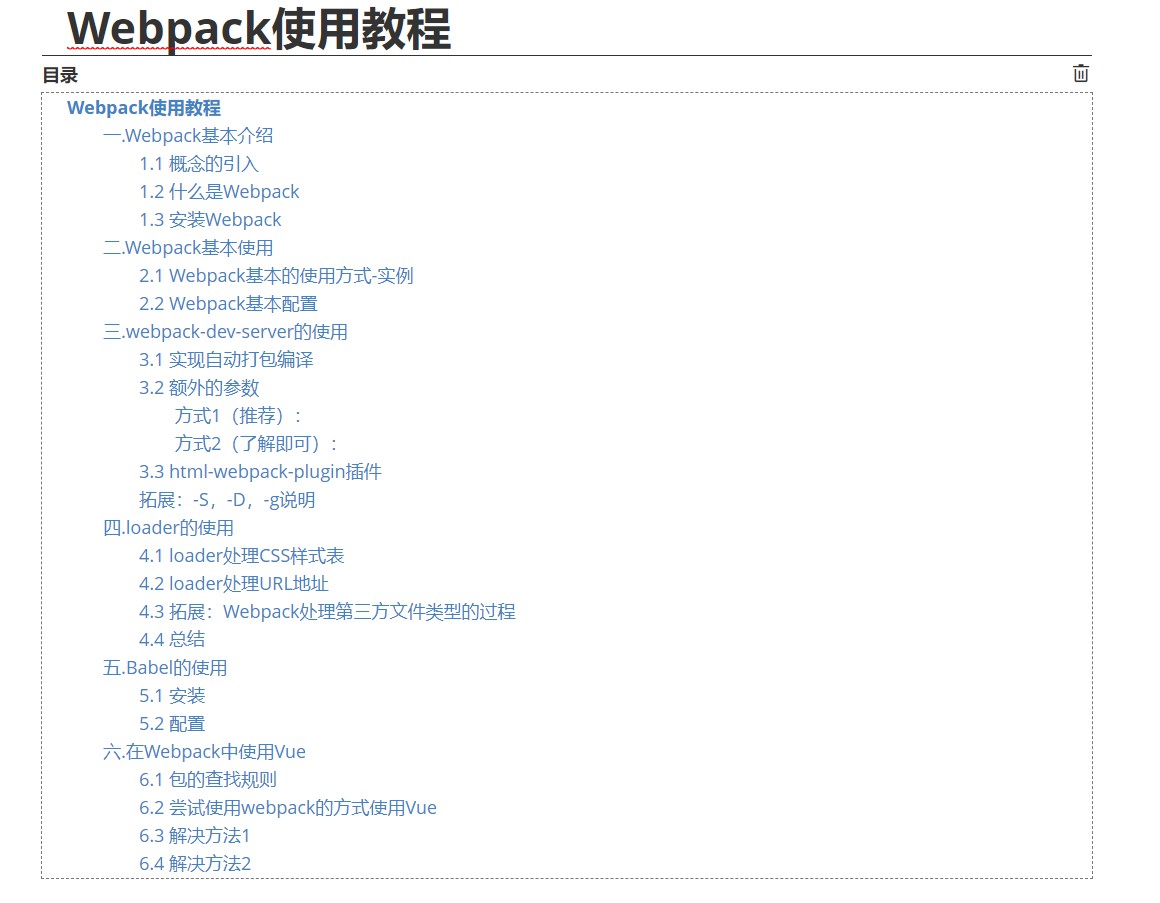 Webpack使用教程
目录
Webpack使用教程
一.Webpack基本介绍
1.1 概念的引入
1.2 什么是Webpack
1.3 安装Webpack
二.Webpack基本使用
2.1 Webpack基本的使用方式-实例
2.2 Webpack基本配置
三.webpack-dev-server的使用
3.1 实现自动打包编译
3.2 额外的参数
方式1（推荐）：
方式2（了解即可）：
3.3 html-webpack-plugin插件
拓展：-S，-D，-g说明
四.loader的使用
4.1 loader处理CSS样式表
4.2 loader处理URL地址
4.3 拓展：Webpack处理第三方文件类型的过程
4.4 总结
五.Babel的使用
5.1 安装
5.2 配置
六.在Webpack中使用Vue
6.1 包的查找规则
6.2 尝试使用webpack的方式使用Vue
6.3 解决方法1
6.4 解决方法2